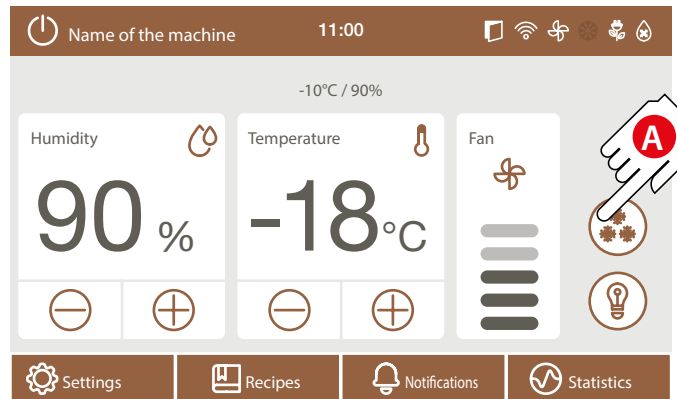 Name of the machine 11:00
-10°C / 90%
Humidity
Temperature
Fan
A
90 %
-18°C
Settings
Recipes
Notifications
Statistics